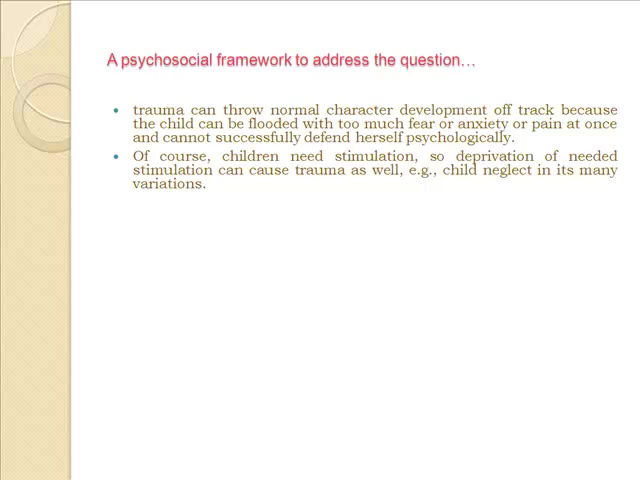 A psychosocial framework to address the question…
• trauma can throw normal character development off track because
the child can be flooded with too much fear or anxiety or pain at once
and cannot successfully defend herself psychologically.
• Of course, children need stimulation, so deprivation of needed
stimulation can cause trauma as well, e.g., child neglect in its many
variations.